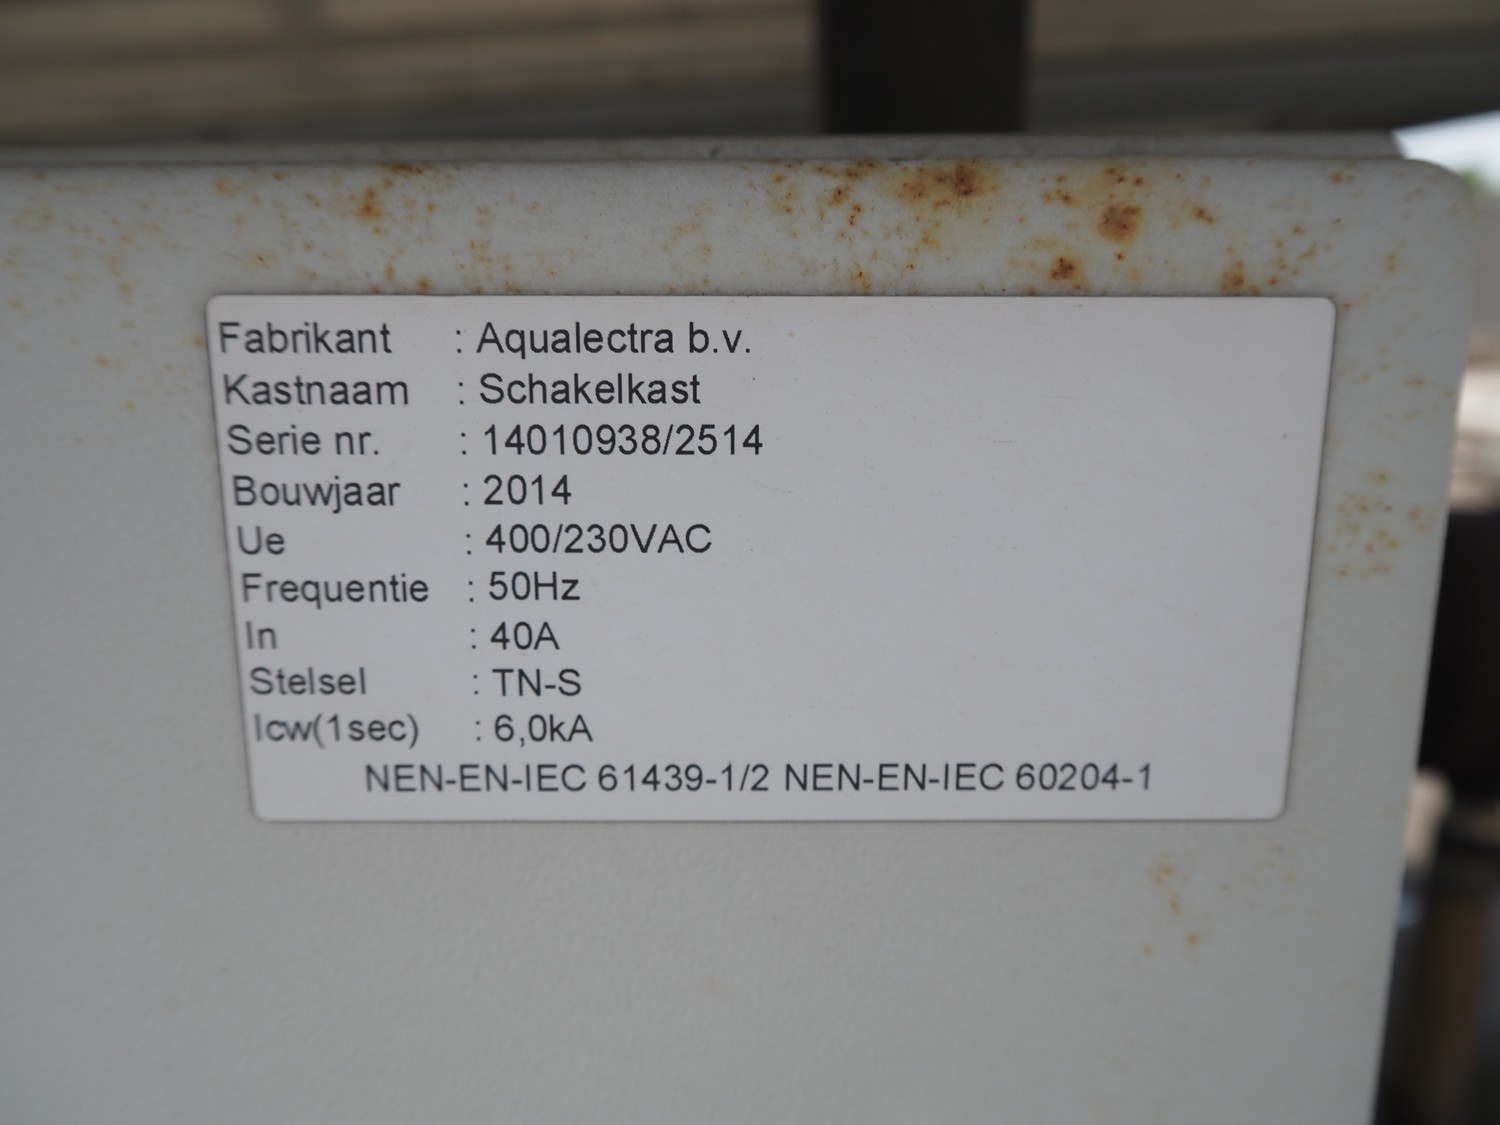 Fabrikant : Aqualectra b.v.
Kastnaam : Schakelkast
Serie nr. : 14010938/2514
Bouwjaar : 2014
Ue : 400/230VAC
Frequentie : 50Hz
In : 40A
Stelsel : TN-S
Icw(1sec) : 6,0kA
NEN-EN-IEC 61439-1/2 NEN-EN-IEC 60204-1